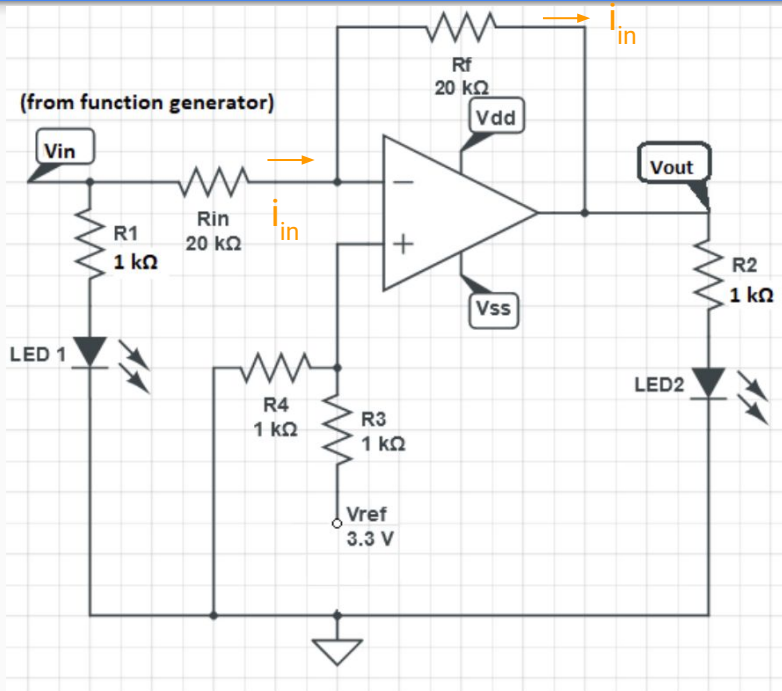 i
in
Rf
20 kΩ
(from function generator)
Vdd
Vin
Vout
−
Rin
20 kΩ
i
in
R1
1 kΩ
+
R2
1 kΩ
Vss
LED 1
LED2
R4
1 kΩ
R3
1 kΩ
Vref
3.3 V